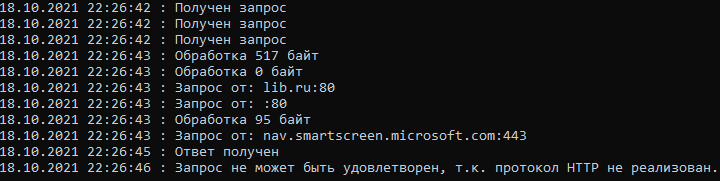 18.10.2021 22:26:42 : Получен запрос
18.10.2021 22:26:42 : Получен запрос
18.10.2021 22:26:42 : Получен запрос
18.10.2021 22:26:43 : Обработка 517 байт
18.10.2021 22:26:43 : Обработка 0 байт
18.10.2021 22:26:43 : Запрос от: lib.ru:80
18.10.2021 22:26:43 : Запрос от: :80
18.10.2021 22:26:43 : Обработка 95 байт
18.10.2021 22:26:43 : Запрос от: nav.smartscreen.microsoft.com:443
18.10.2021 22:26:45 : Ответ получен
18.10.2021 22:26:46 : Запрос не может быть удовлетворен, т.к. протокол HTTP не реализован.